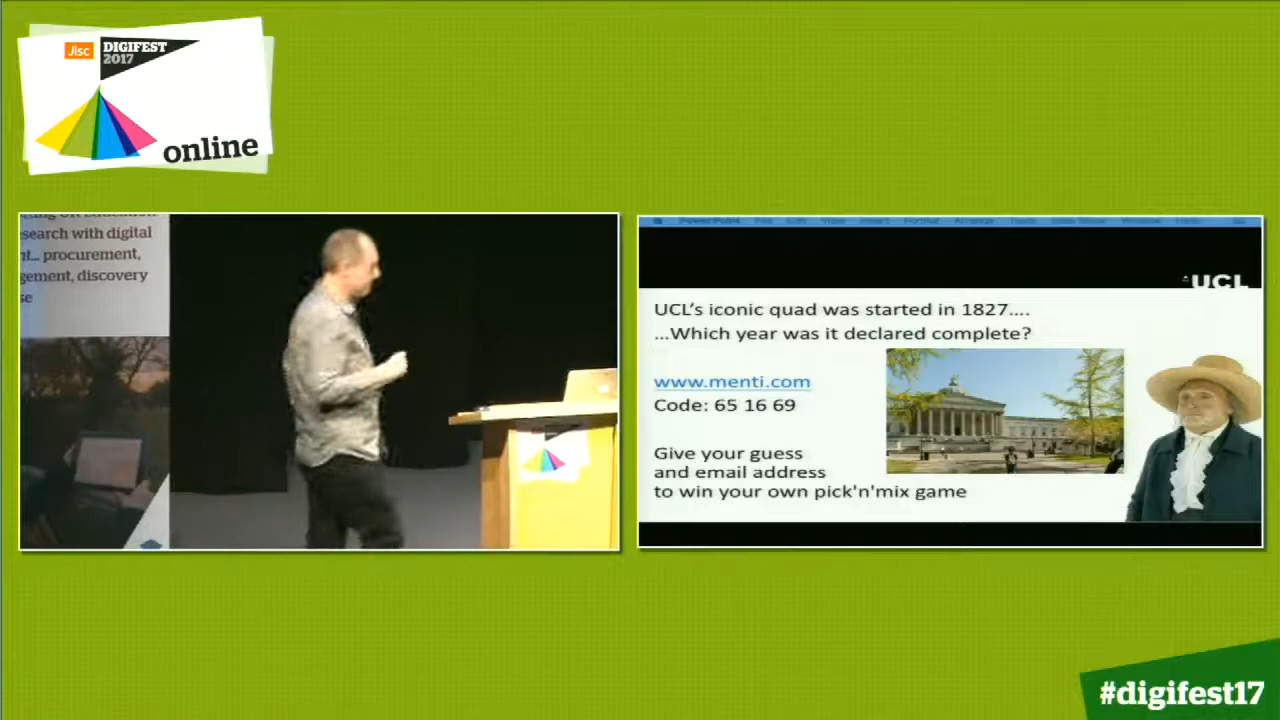 Jisc
DIGIFEST
2017
online
search with digital
procurement,
gement, discovery
se
PowerPoint
UCL
UCL's iconic quad was started in 1827....
...Which year was it declared complete?
www.menti.com
Code: 65 16 69
Give your guess
and email address
to win your own pick'n'mix game
#digifest17